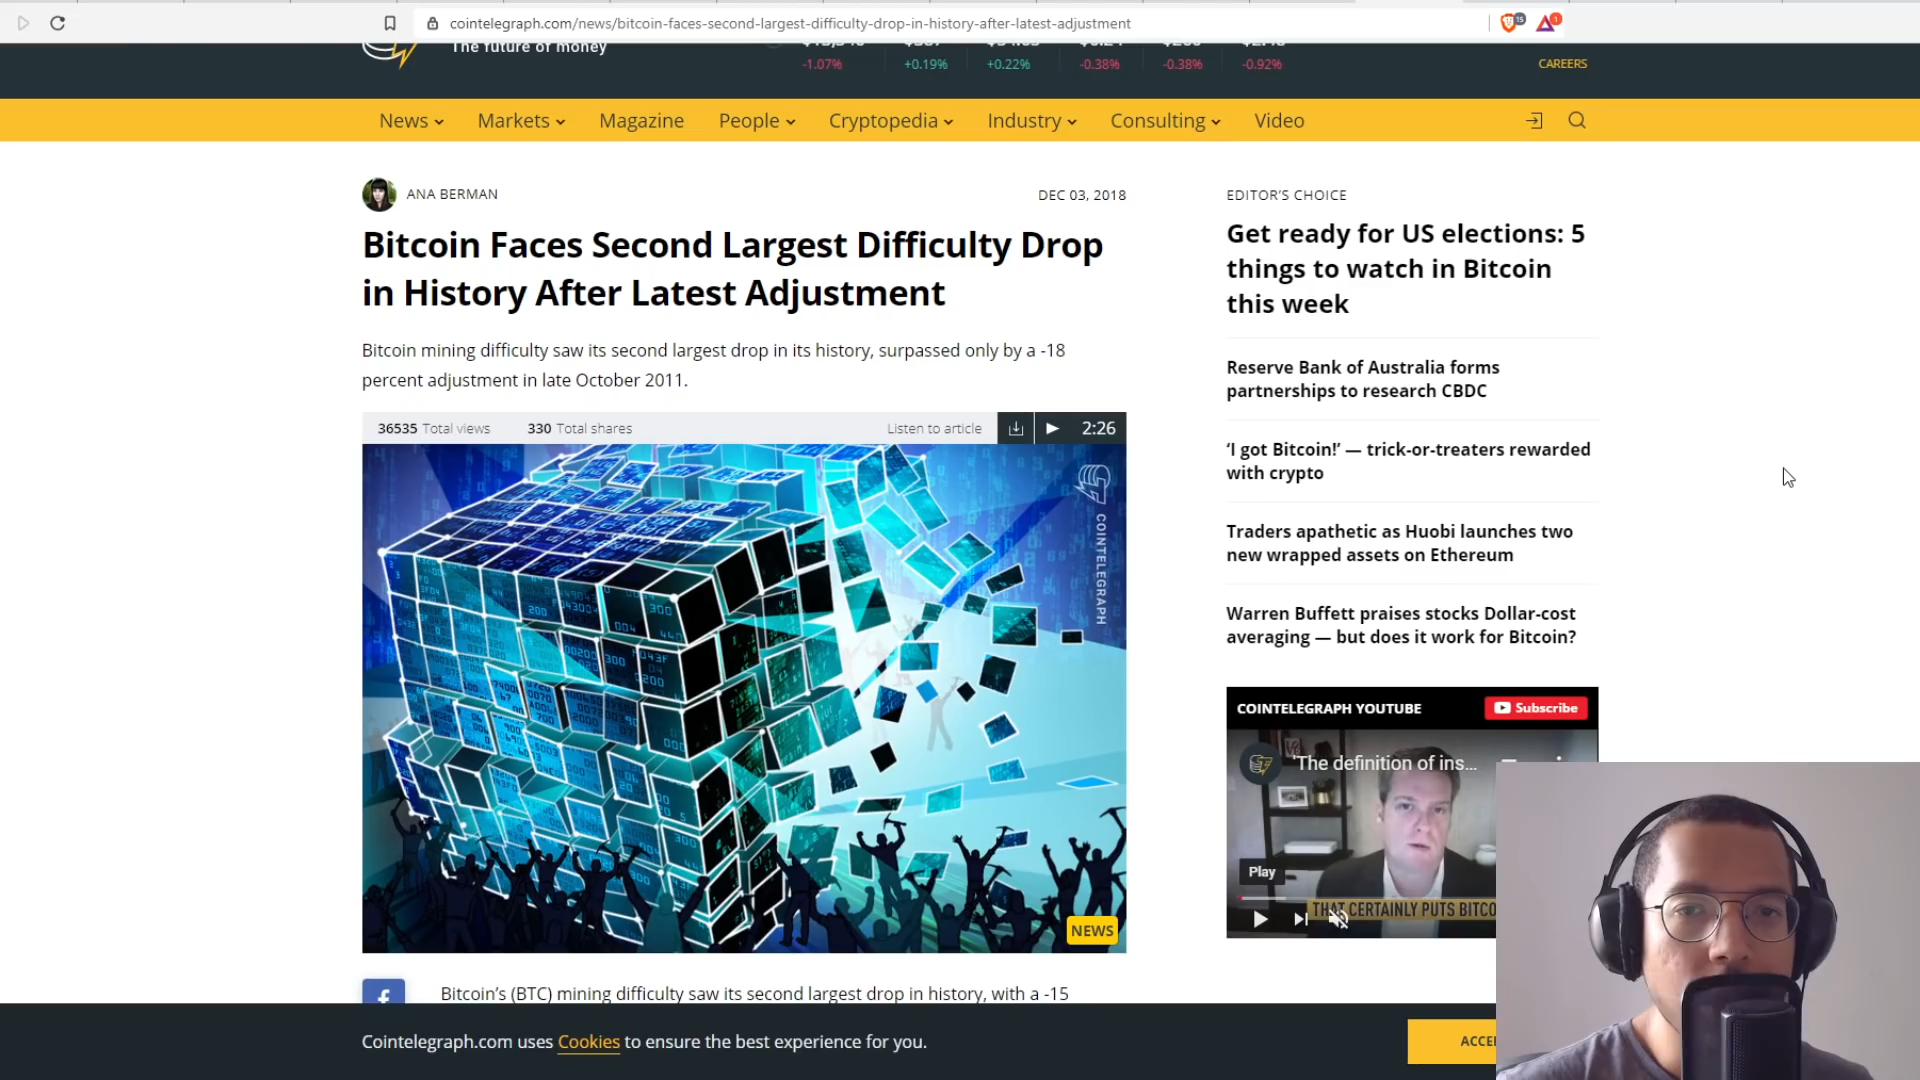 cointelegraph.com/news/bitcoin-faces-second-largest-difficulty-drop-in-history-after-latest-adjustment
15
1
The future of money
-1.07%
+0.19%
+0.22%
-0.38%
-0.38%
-0.92%
CAREERS
News
Markets
Magazine
People
Cryptopedia
Industry
Consulting
Video
ANA BERMAN
DEC 03, 2018
Bitcoin Faces Second Largest Difficulty Drop
in History After Latest Adjustment
Bitcoin mining difficulty saw its second largest drop in its history, surpassed only by a -18
percent adjustment in late October 2011.
36535 Total views
330 Total shares
Listen to article
2:26
COINTELEGRAPH
NEWS
Bitcoin’s (BTC) mining difficulty saw its second largest drop in history, with a -15
EDITOR’S CHOICE
Get ready for US elections: 5
things to watch in Bitcoin
this week
Reserve Bank of Australia forms
partnerships to research CBDC
‘I got Bitcoin!’ — trick-or-treaters rewarded
with crypto
Traders apathetic as Huobi launches two
new wrapped assets on Ethereum
Warren Buffett praises stocks Dollar-cost
averaging — but does it work for Bitcoin?
COINTELEGRAPH YOUTUBE
Subscribe
'The definition of ins...
Play
THAT CERTAINLY PUTS BITCO
Cointelegraph.com uses Cookies to ensure the best experience for you.
ACCE